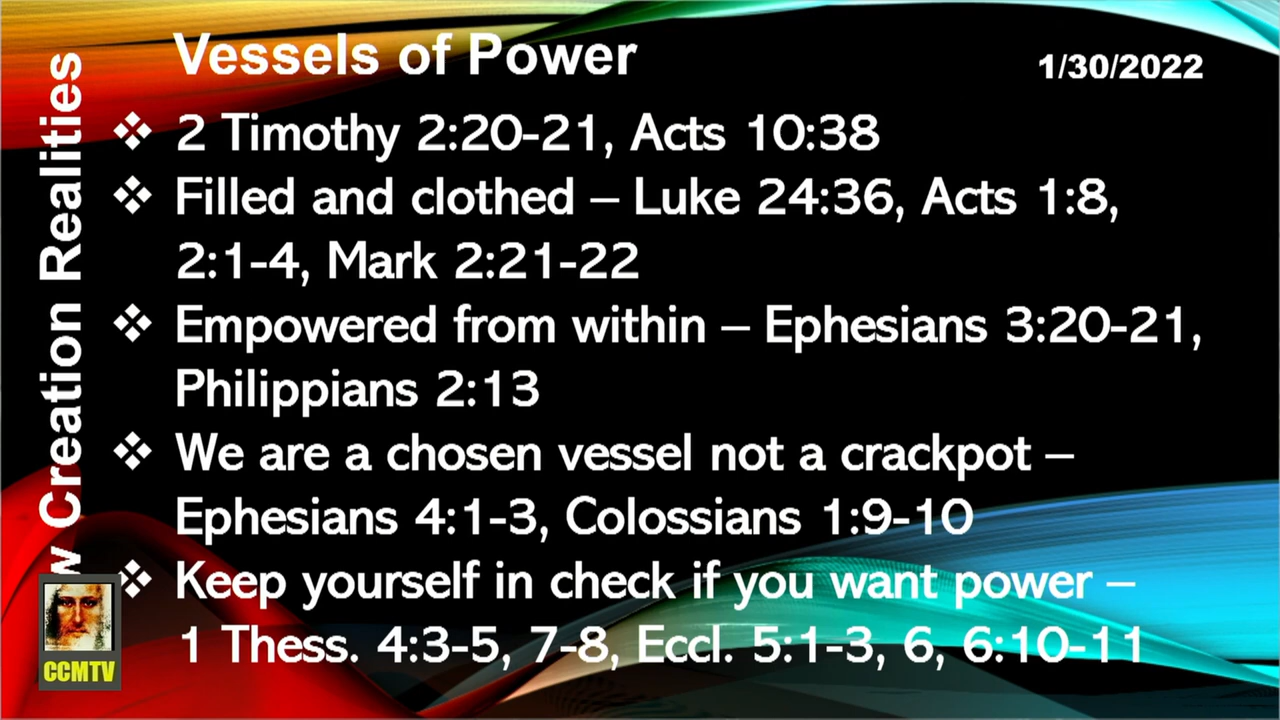 Vessels of Power
1/30/2022
w Creation Realities
❖ 2 Timothy 2:20-21, Acts 10:38
❖ Filled and clothed – Luke 24:36, Acts 1:8,
2:1-4, Mark 2:21-22
❖ Empowered from within – Ephesians 3:20-21,
Philippians 2:13
❖ We are a chosen vessel not a crackpot –
Ephesians 4:1-3, Colossians 1:9-10
❖ Keep yourself in check if you want power –
1 Thess. 4:3-5, 7-8, Eccl. 5:1-3, 6, 6:10-11
CCMTV